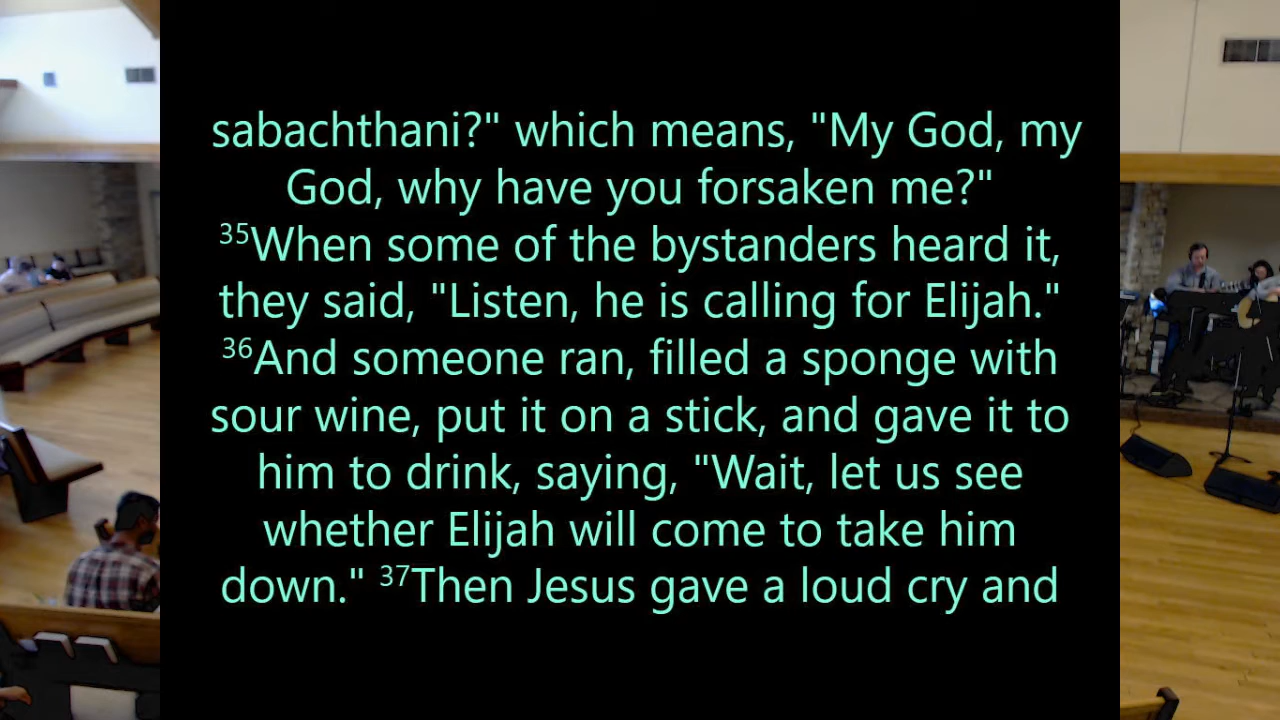 sabachthani?" which means, "My God, my
God, why have you forsaken me?"
35When some of the bystanders heard it,
they said, "Listen, he is calling for Elijah."
36And someone ran, filled a sponge with
sour wine, put it on a stick, and gave it to
him to drink, saying, "Wait, let us see
whether Elijah will come to take him
down." 37Then Jesus gave a loud cry and